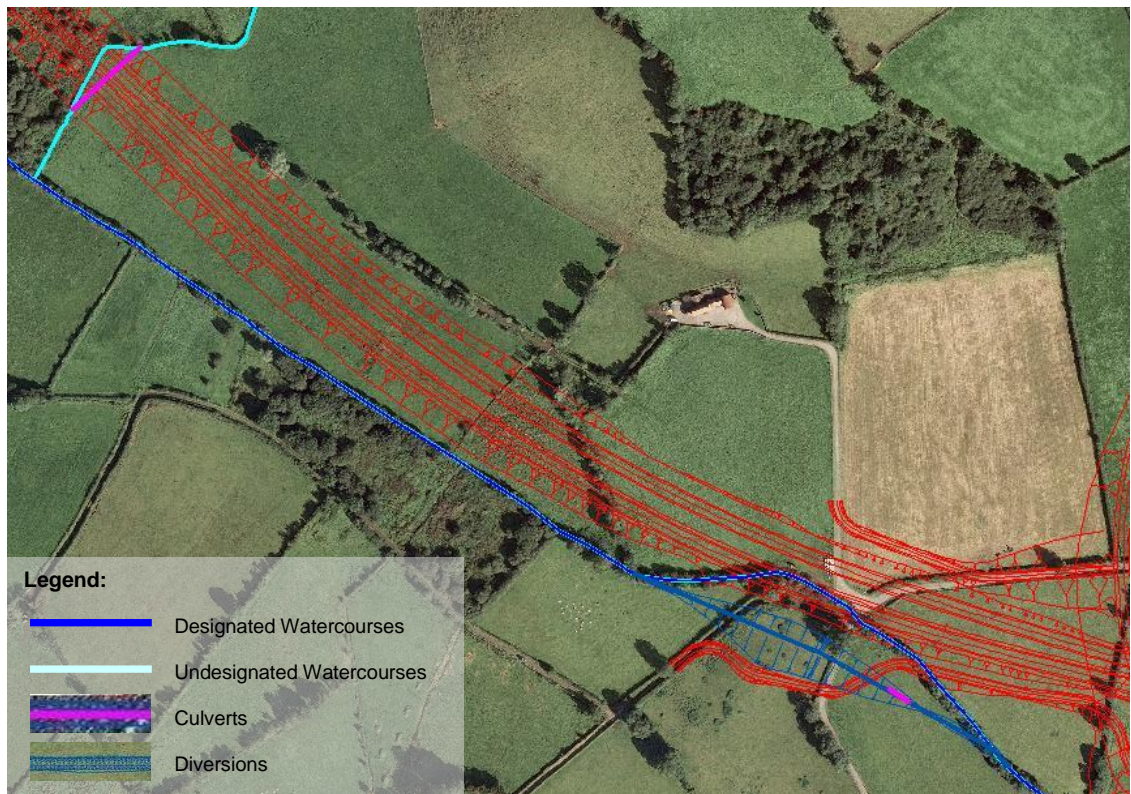 Legend:
Designated Watercourses
Undesignated Watercourses
Culverts
Diversions